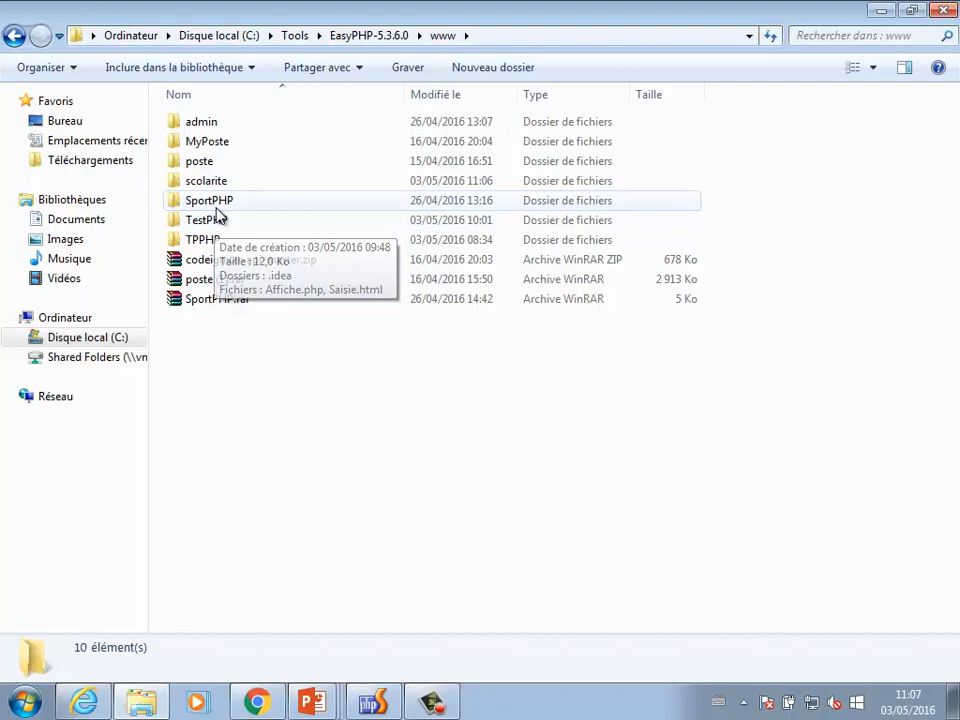 Ordinateur
Disque local (C:)
Tools
EasyPHP-5.3.6.0
www
Rechercher dans : www
Organiser
Inclure dans la bibliothèque
Partager avec
Graver
Nouveau dossier
Nom
Modifié le
Type
Taille
Favoris
Bureau
Emplacements récen
Téléchargements
Bibliothèques
Documents
Images
Musique
Vidéos
Ordinateur
Disque local (C:)
Shared Folders (\\vn
Réseau
admin 26/04/2016 13:07 Dossier de fichiers
MyPoste 16/04/2016 20:04 Dossier de fichiers
poste 15/04/2016 16:51 Dossier de fichiers
scolarite 03/05/2016 11:06 Dossier de fichiers
SportPHP 26/04/2016 13:16 Dossier de fichiers
03/05/2016 10:01 Dossier de fichiers
TPPHP 03/05/2016 08:34 Dossier de fichiers
16/04/2016 20:03 Archive WinRAR ZIP 678 Ko
16/04/2016 15:50 Archive WinRAR 2 913 Ko
SportPHP.rar 26/04/2016 14:42 Archive WinRAR 5 Ko
Date de création : 03/05/2016 09:48
Taille : 12,0 Ko
Dossiers : .idea
Fichiers : Affiche.php, Saisie.html
10 élément(s)
11:07
03/05/2016